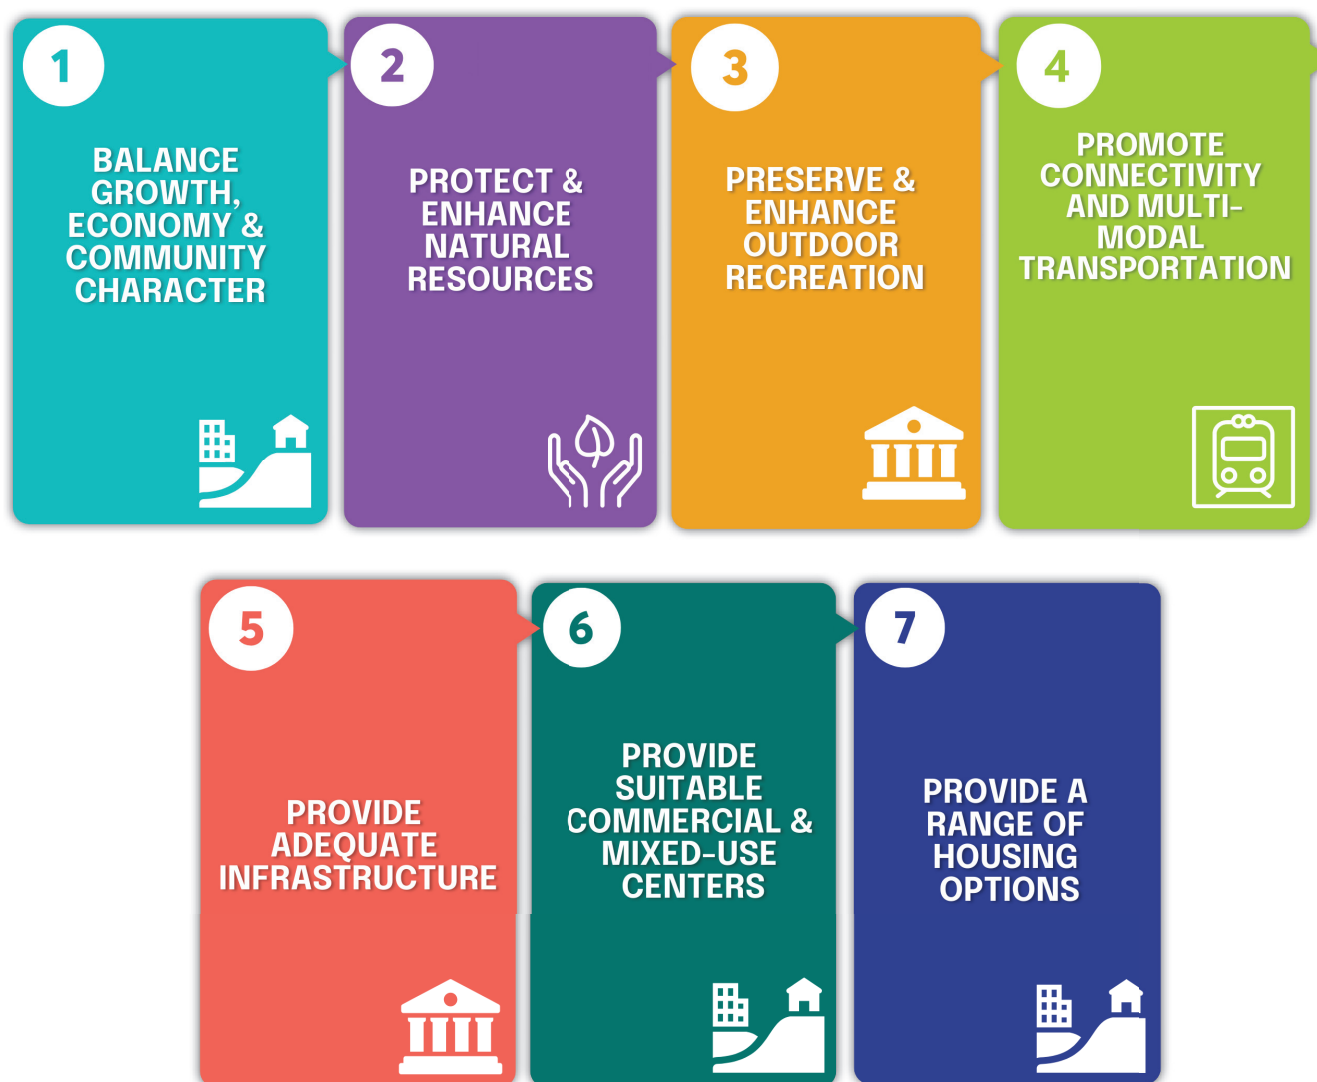 1
BALANCE
GROWTH,
ECONOMY &
COMMUNITY
CHARACTER
2
PROTECT &
ENHANCE
NATURAL
RESOURCES
3
PRESERVE &
ENHANCE
OUTDOOR
RECREATION
4
PROMOTE
CONNECTIVITY
AND MULTI-
MODAL
TRANSPORTATION
5
PROVIDE
ADEQUATE
INFRASTRUCTURE
6
PROVIDE
SUITABLE
COMMERCIAL &
MIXED-USE
CENTERS
7
PROVIDE A
RANGE OF
HOUSING
OPTIONS